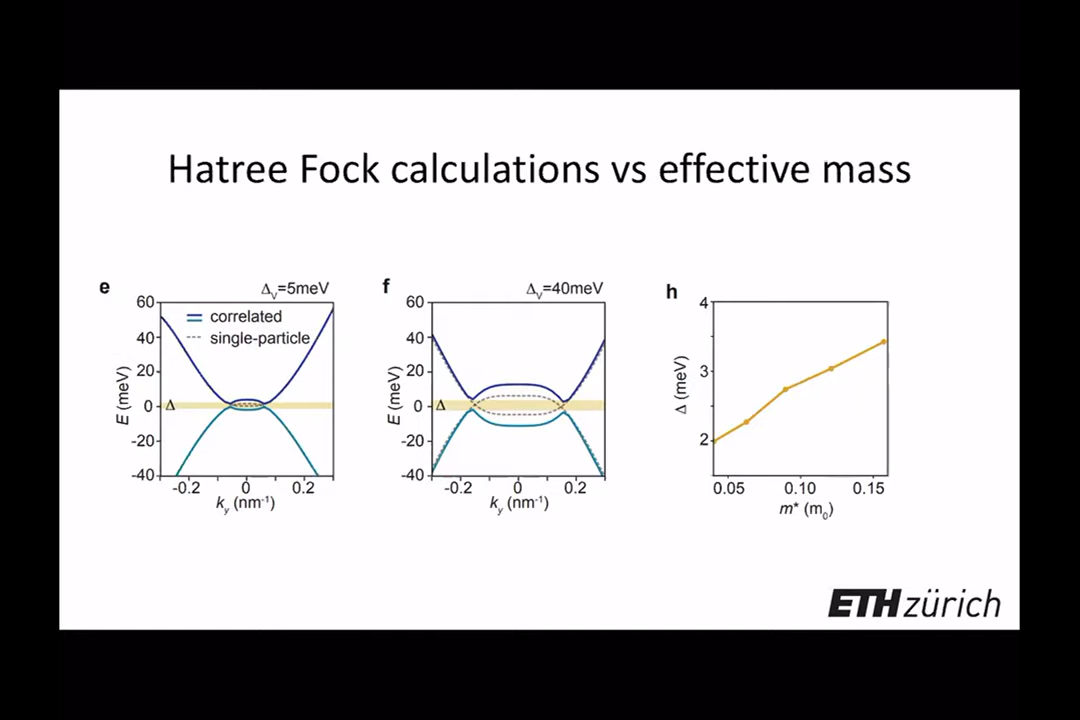 Hatree Fock calculations vs effective mass
e
Δv=5meV
correlated
single-particle
60
40
20
0
-20
-40
Δ
E (meV)
-0.2
0
0.2
ky (nm-1)
f
Δv=40meV
60
40
20
0
-20
-40
Δ
E (meV)
-0.2
0
0.2
ky (nm-1)
h
4
3
2
Δ (meV)
0.05
0.10
0.15
m* (m0)
ETH zürich